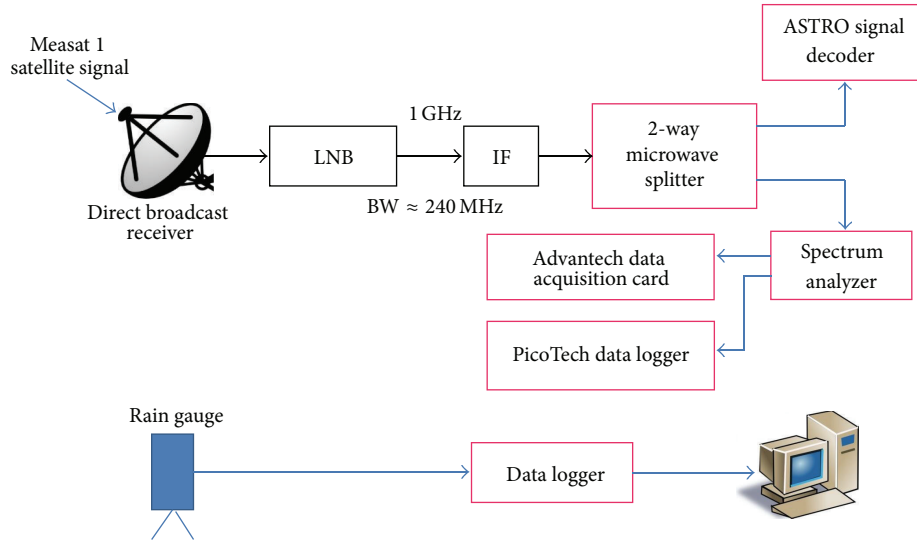 Measat 1
satellite signal
Direct broadcast
receiver
LNB
1 GHz
BW ≈ 240 MHz
IF
2-way
microwave
splitter
ASTRO signal
decoder
Spectrum
analyzer
Advantech data
acquisition card
PicoTech data logger
Rain gauge
Data logger